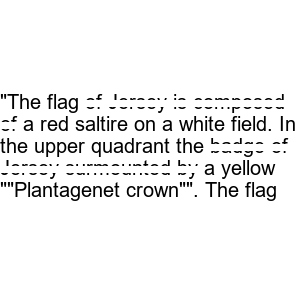 "The flag of Jersey is composed
of a red saltire on a white field. In
the upper quadrant the badge of
Jersey surmounted by a yellow
""Plantagenet crown"". The flag